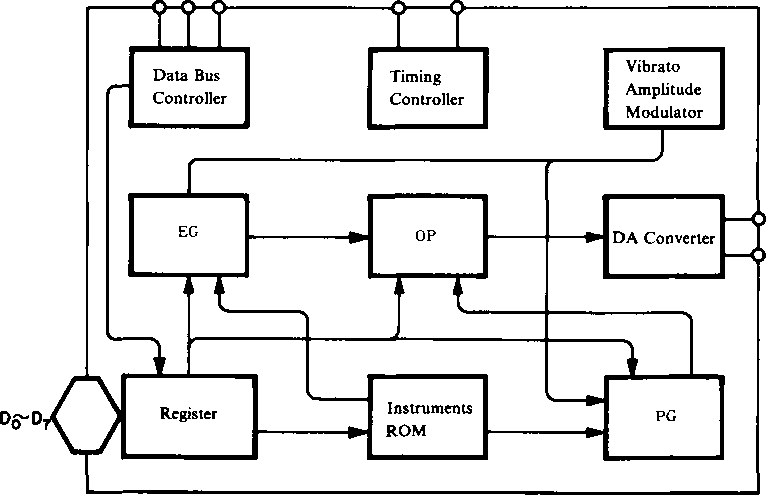 Data Bus
Controller
Timing
Controller
Vibrato
Amplitude
Modulator
EG
OP
DA Converter
D0~D7
Register
Instruments
ROM
PG